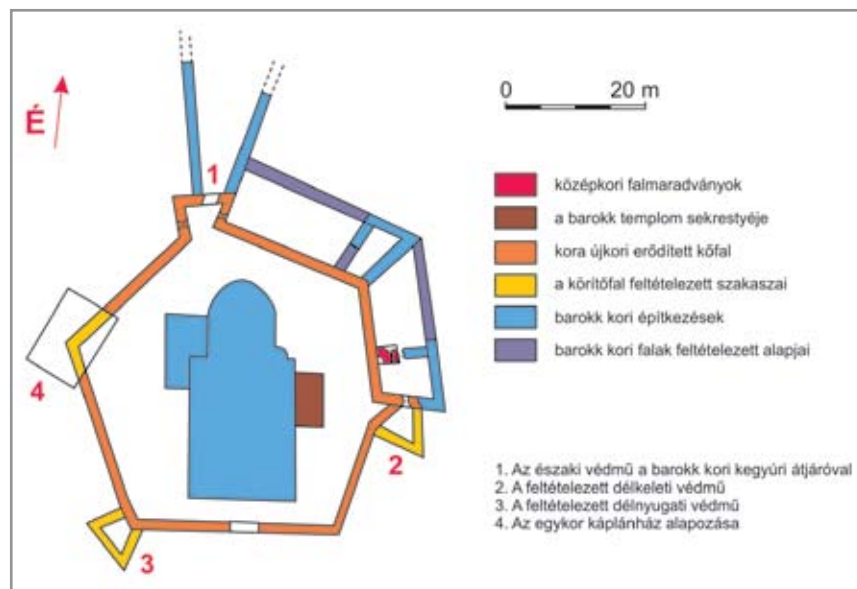 É
0 20 m
1
2
3
4
középkori falmaradványok
a barokk templom sekrestyéje
kora újkori erődített kőfal
a körítőfal feltételezett szakaszai
barokk kori építkezések
barokk kori falak feltételezett alapjai
1. Az északi védmű a barokk kori kegyúri átjáróval
2. A feltételezett délkeleti védmű
3. A feltételezett délnyugati védmű
4. Az egykor káplánház alapozása